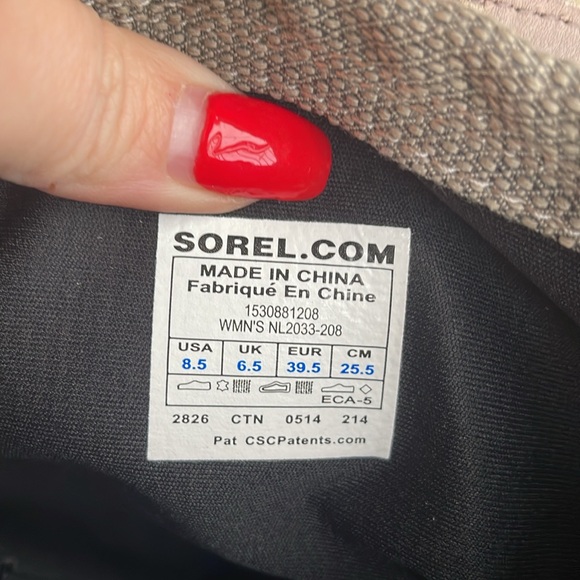 SOREL.COM
MADE IN CHINA
Fabriqué En Chine
1530881208
WMN'S NL2033-208
USA UK EUR CM
8.5 6.5 39.5 25.5
ECA-5
2826 CTN 0514 214
Pat CSCPatents.com